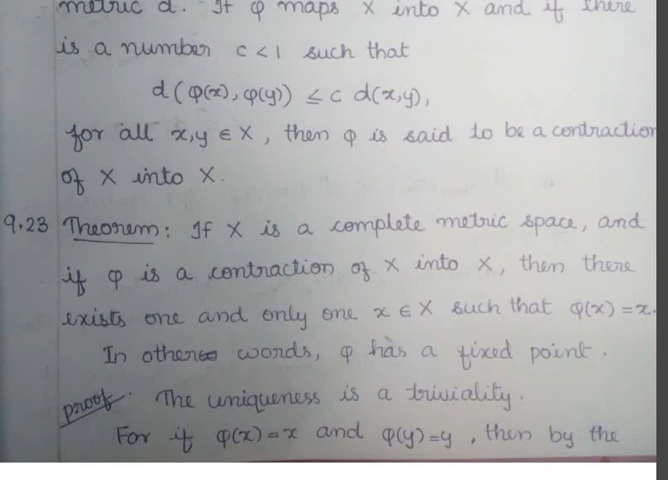 metric d. If φ maps X into X and if there
is a number c < 1 such that
d(φ(x), φ(y)) ≤ c d(x,y),
for all x,y ∈ X, then φ is said to be a contraction
of X into X.
9.23 Theorem: If X is a complete metric space, and
if φ is a contraction of X into X, then there
exists one and only one x ∈ X such that φ(x) = x.
In others words, φ has a fixed point.
proof. The uniqueness is a triviality.
For if φ(x) = x and φ(y) = y, then by the